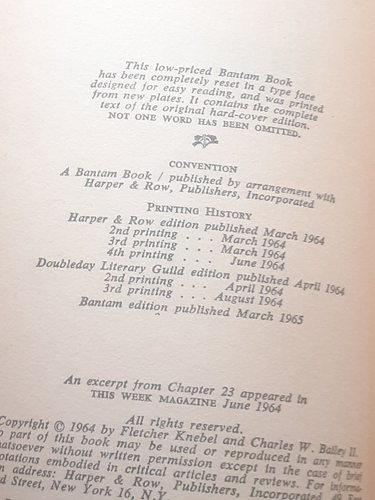 This low-priced Bantam Book
has been completely reset in a type face
designed for easy reading, and was printed
from new plates. It contains the complete
text of the original hard-cover edition.
NOT ONE WORD HAS BEEN OMITTED.
CONVENTION
A Bantam Book / published by arrangement with
Harper & Row, Publishers, Incorporated
PRINTING HISTORY
Harper & Row edition published March 1964
2nd printing . . . March 1964
3rd printing . . . March 1964
4th printing . . . June 1964
Doubleday Literary Guild edition published April 1964
2nd printing . . . April 1964
3rd printing . . . August 1964
Bantam edition published March 1965
An excerpt from Chapter 23 appeared in
THIS WEEK MAGAZINE June 1964
All rights reserved.
Copyright © 1964 by Fletcher Knebel and Charles W. Bailey II.
o part of this book may be used or reproduced in any manner
hatsoever without written permission except in the case of brief
otations embodied in critical articles and reviews. For informa-
on address: Harper & Row, Publishers, Incorporated
d Street, New York 16, N.Y.